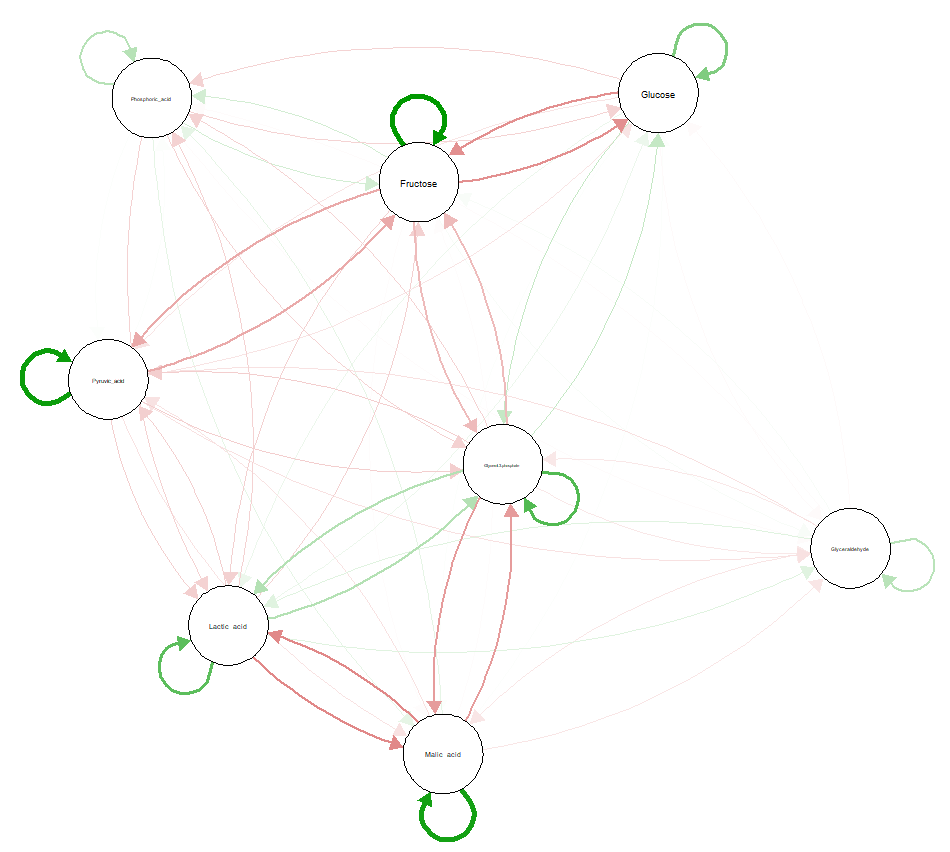 Glucose
Phosphoric_acid
Fructose
Pyruvic_acid
Glycerol-3-phosphate
Glyceraldehyde
Lactic_acid
Malic_acid